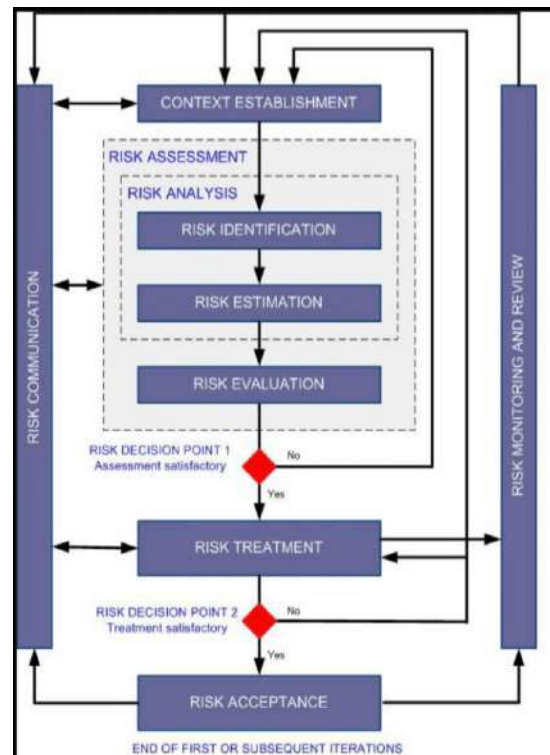 CONTEXT ESTABLISHMENT
RISK ASSESSMENT
RISK ANALYSIS
RISK IDENTIFICATION
RISK ESTIMATION
RISK EVALUATION
RISK COMMUNICATION
RISK MONITORING AND REVIEW
RISK DECISION POINT 1
Assessment satisfactory
No
Yes
RISK TREATMENT
RISK DECISION POINT 2
Treatment satisfactory
No
Yes
RISK ACCEPTANCE
END OF FIRST OR SUBSEQUENT ITERATIONS